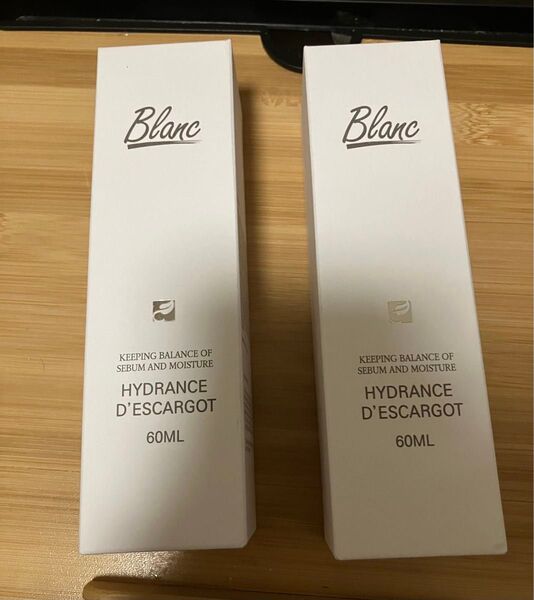 Blanc
KEEPING BALANCE OF
SEBUM AND MOISTURE
HYDRANCE
D'ESCARGOT
60ML
Blanc
KEEPING BALANCE OF
SEBUM AND MOISTURE
HYDRANCE
D'ESCARGOT
60ML